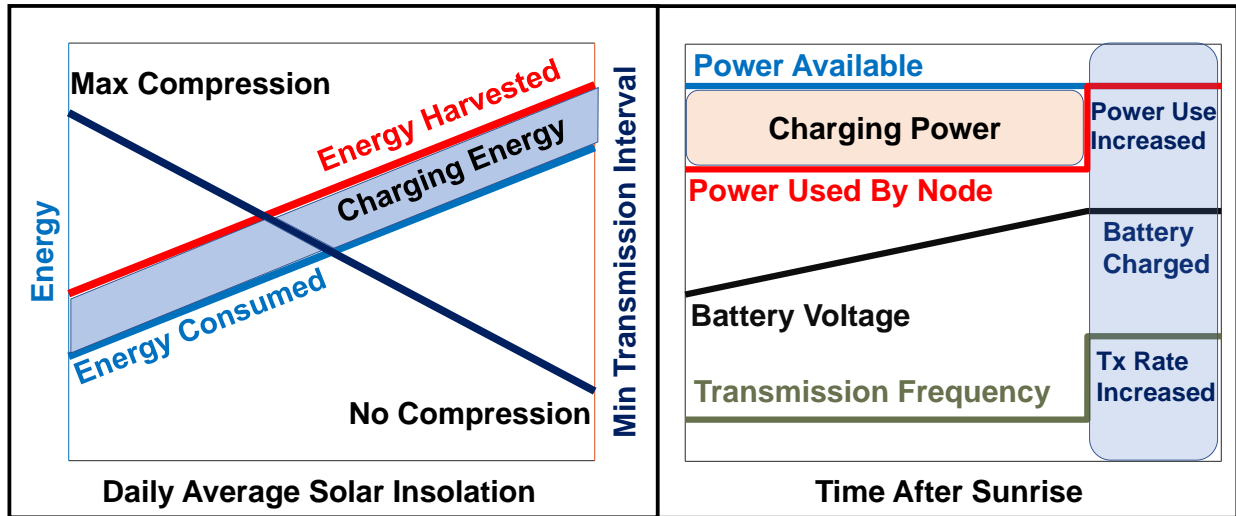 Max Compression
Energy Harvested
Charging Energy
Energy Consumed
No Compression
Energy
Min Transmission Interval
Daily Average Solar Insolation
Power Available
Charging Power
Power Use
Increased
Power Used By Node
Battery
Charged
Battery Voltage
Transmission Frequency
Tx Rate
Increased
Time After Sunrise